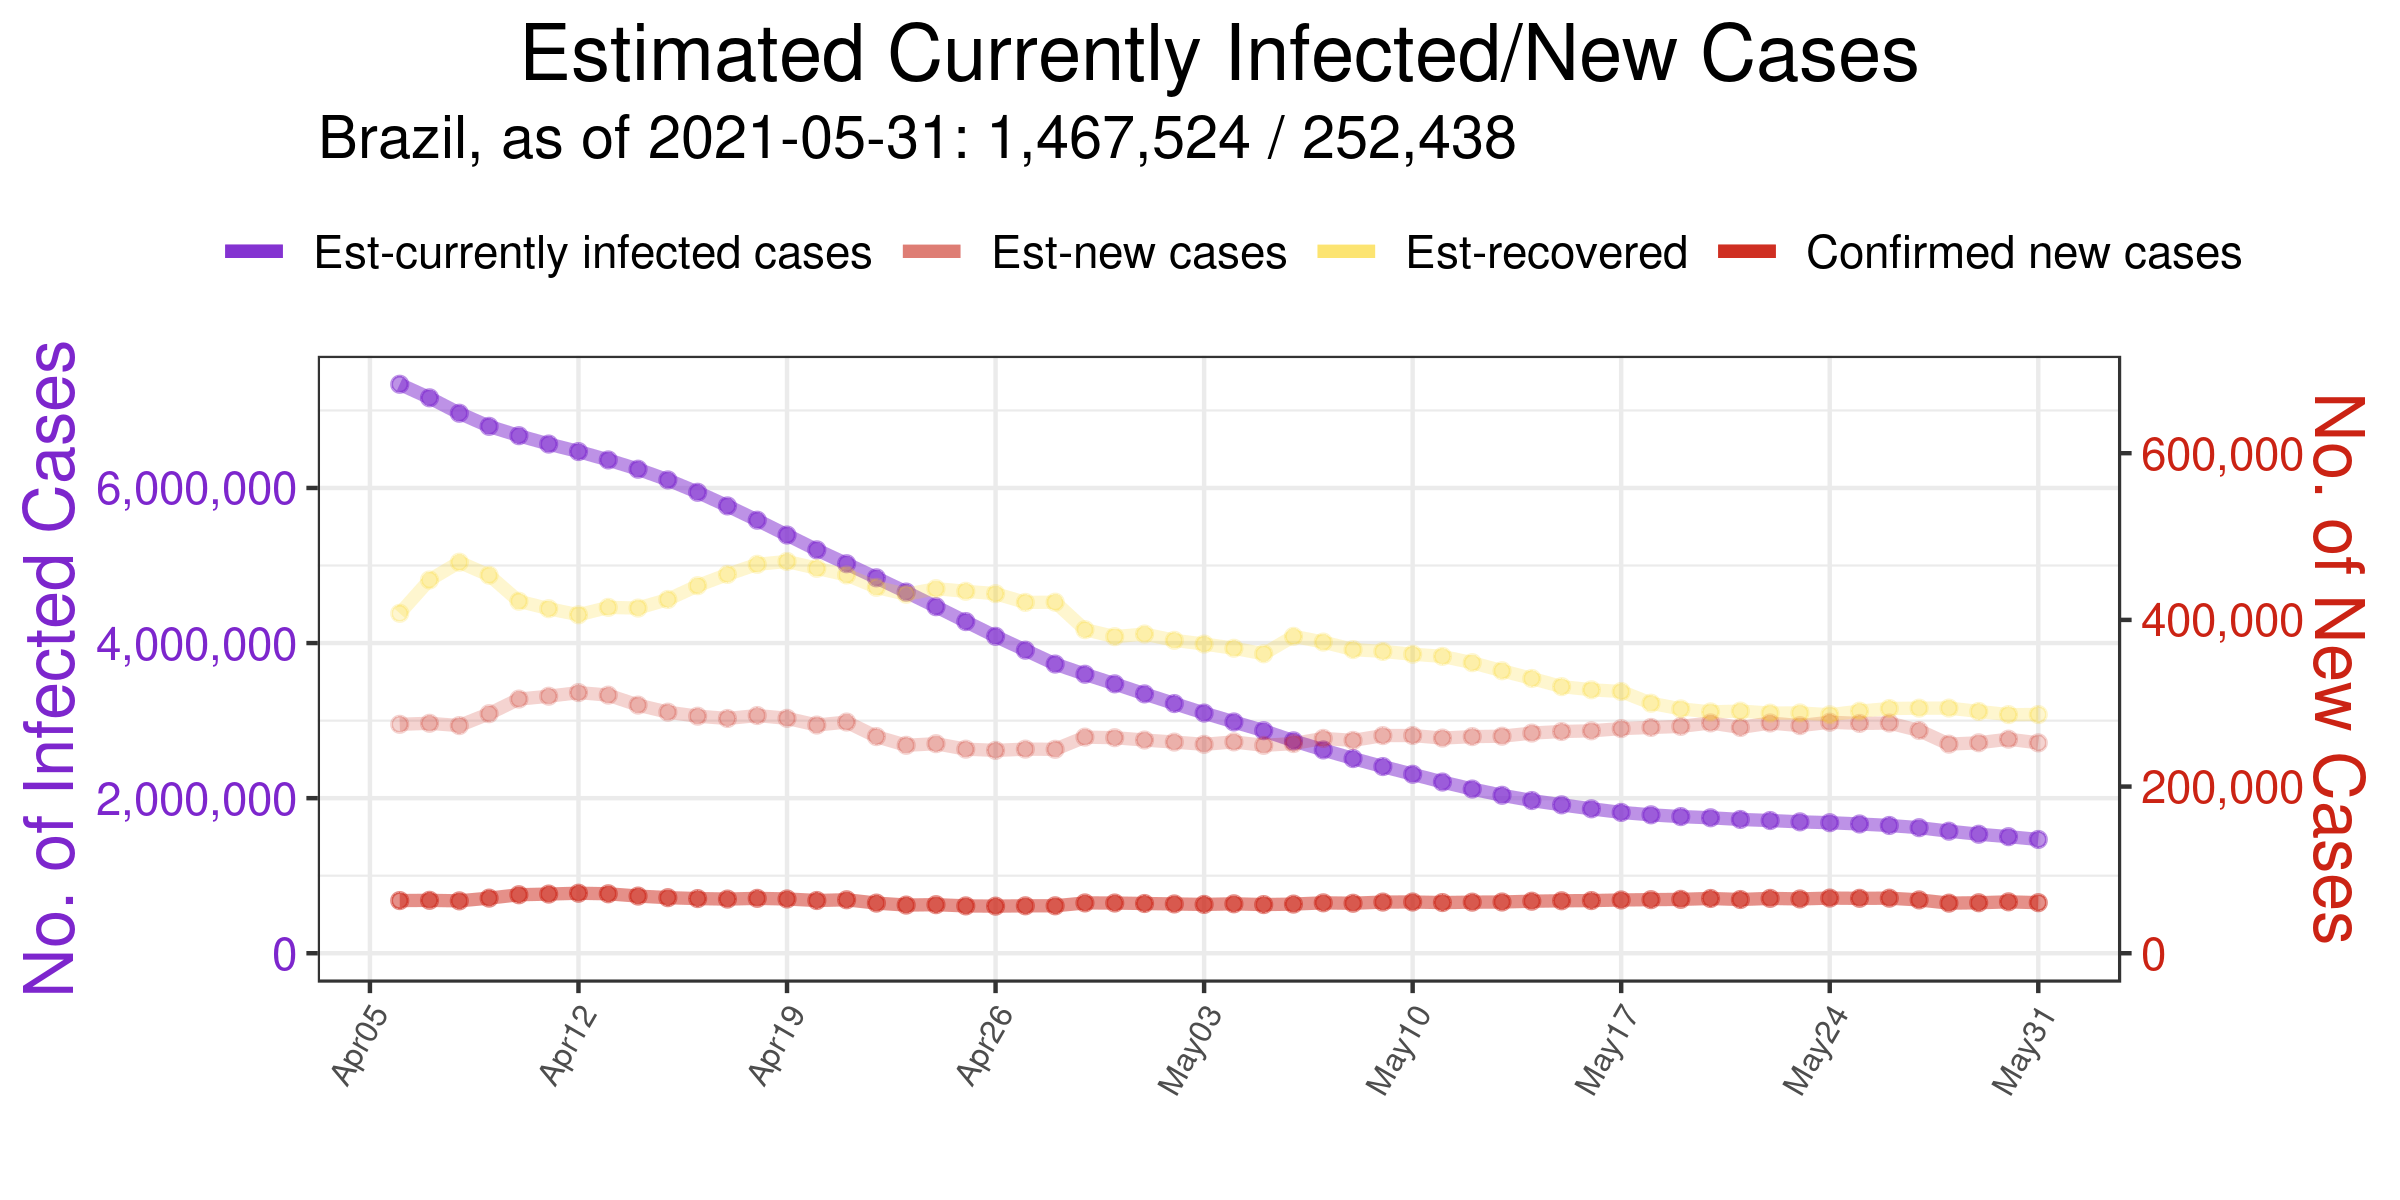 Estimated Currently Infected/New Cases
Brazil, as of 2021-05-31: 1,467,524 / 252,438
Est-currently infected cases Est-new cases Est-recovered Confirmed new cases
No. of Infected Cases
6,000,000
4,000,000
2,000,000
0
600,000
400,000
200,000
0
No. of New Cases
Apr05 Apr12 Apr19 Apr26 May03 May10 May17 May24 May31